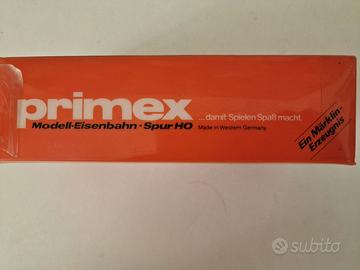 primex
...damit Spielen Spaß macht.
Modell-Eisenbahn · Spur HO
Made in Western Germany
Ein Märklin-
Erzeugnis
subito